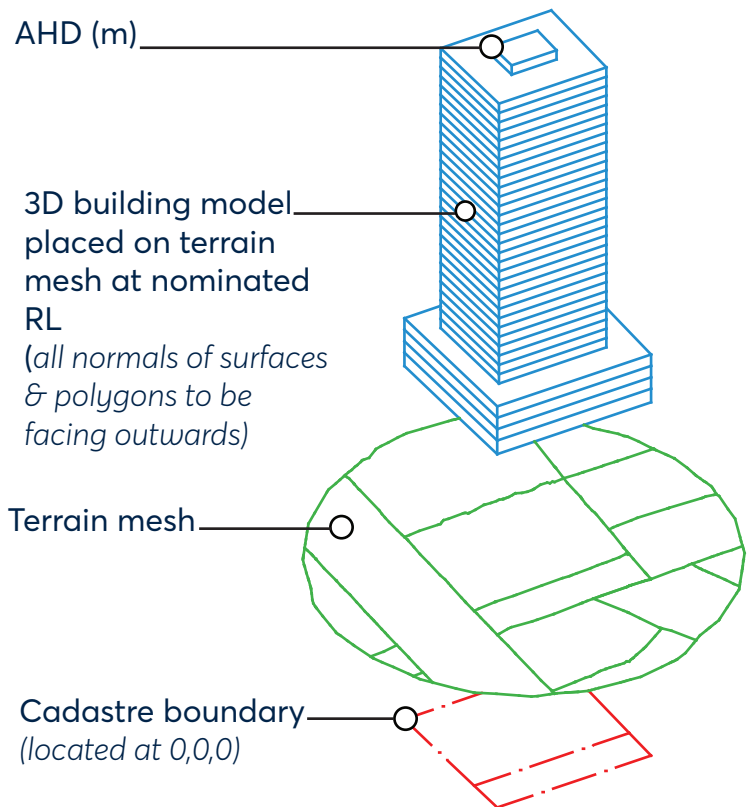 AHD (m)
3D building model
placed on terrain
mesh at nominated
RL
(all normals of surfaces
& polygons to be
facing outwards)
Terrain mesh
Cadastre boundary
(located at 0,0,0)